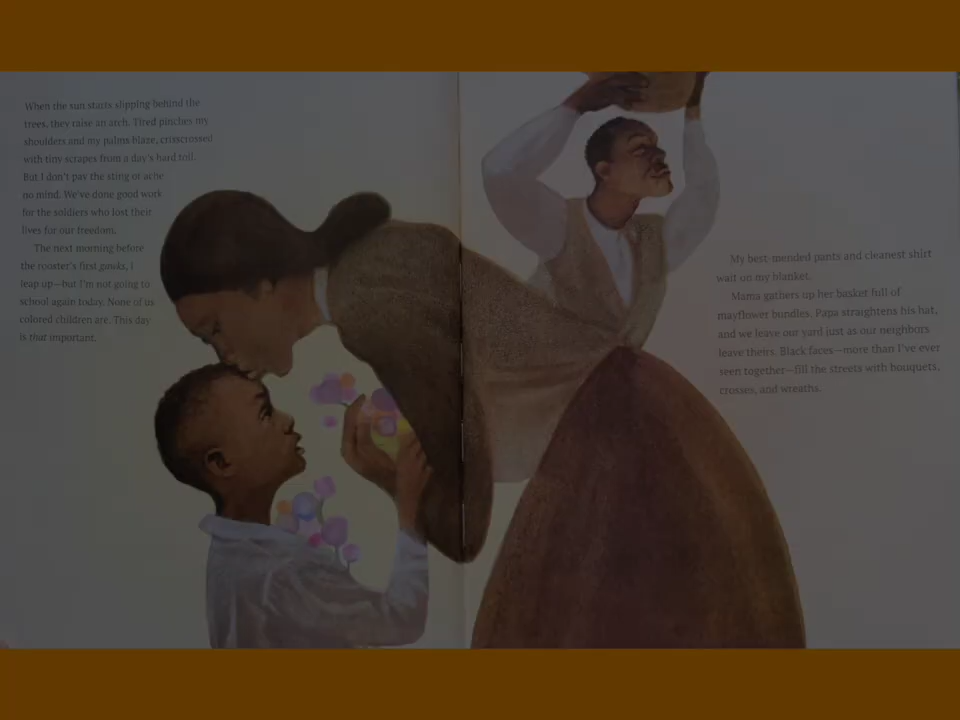 When the sun starts slipping behind the
trees, they raise an arch. Tired pinches my
shoulders and my palms blaze, crisscrossed
with tiny scrapes from a day's hard toil.
But I don't pay the sting or ache
no mind. We've done good work
for the soldiers who lost their
lives for our freedom.
The next morning before
the rooster's first gawks, I
leap up—but I'm not going to
school again today. None of us
colored children are. This day
is that important.
My best-mended pants and cleanest shirt
wait on my blanket.
Mama gathers up her basket full of
mayflower bundles. Papa straightens his hat,
and we leave our yard just as our neighbors
leave theirs. Black faces—more than I've ever
seen together—fill the streets with bouquets,
crosses, and wreaths.